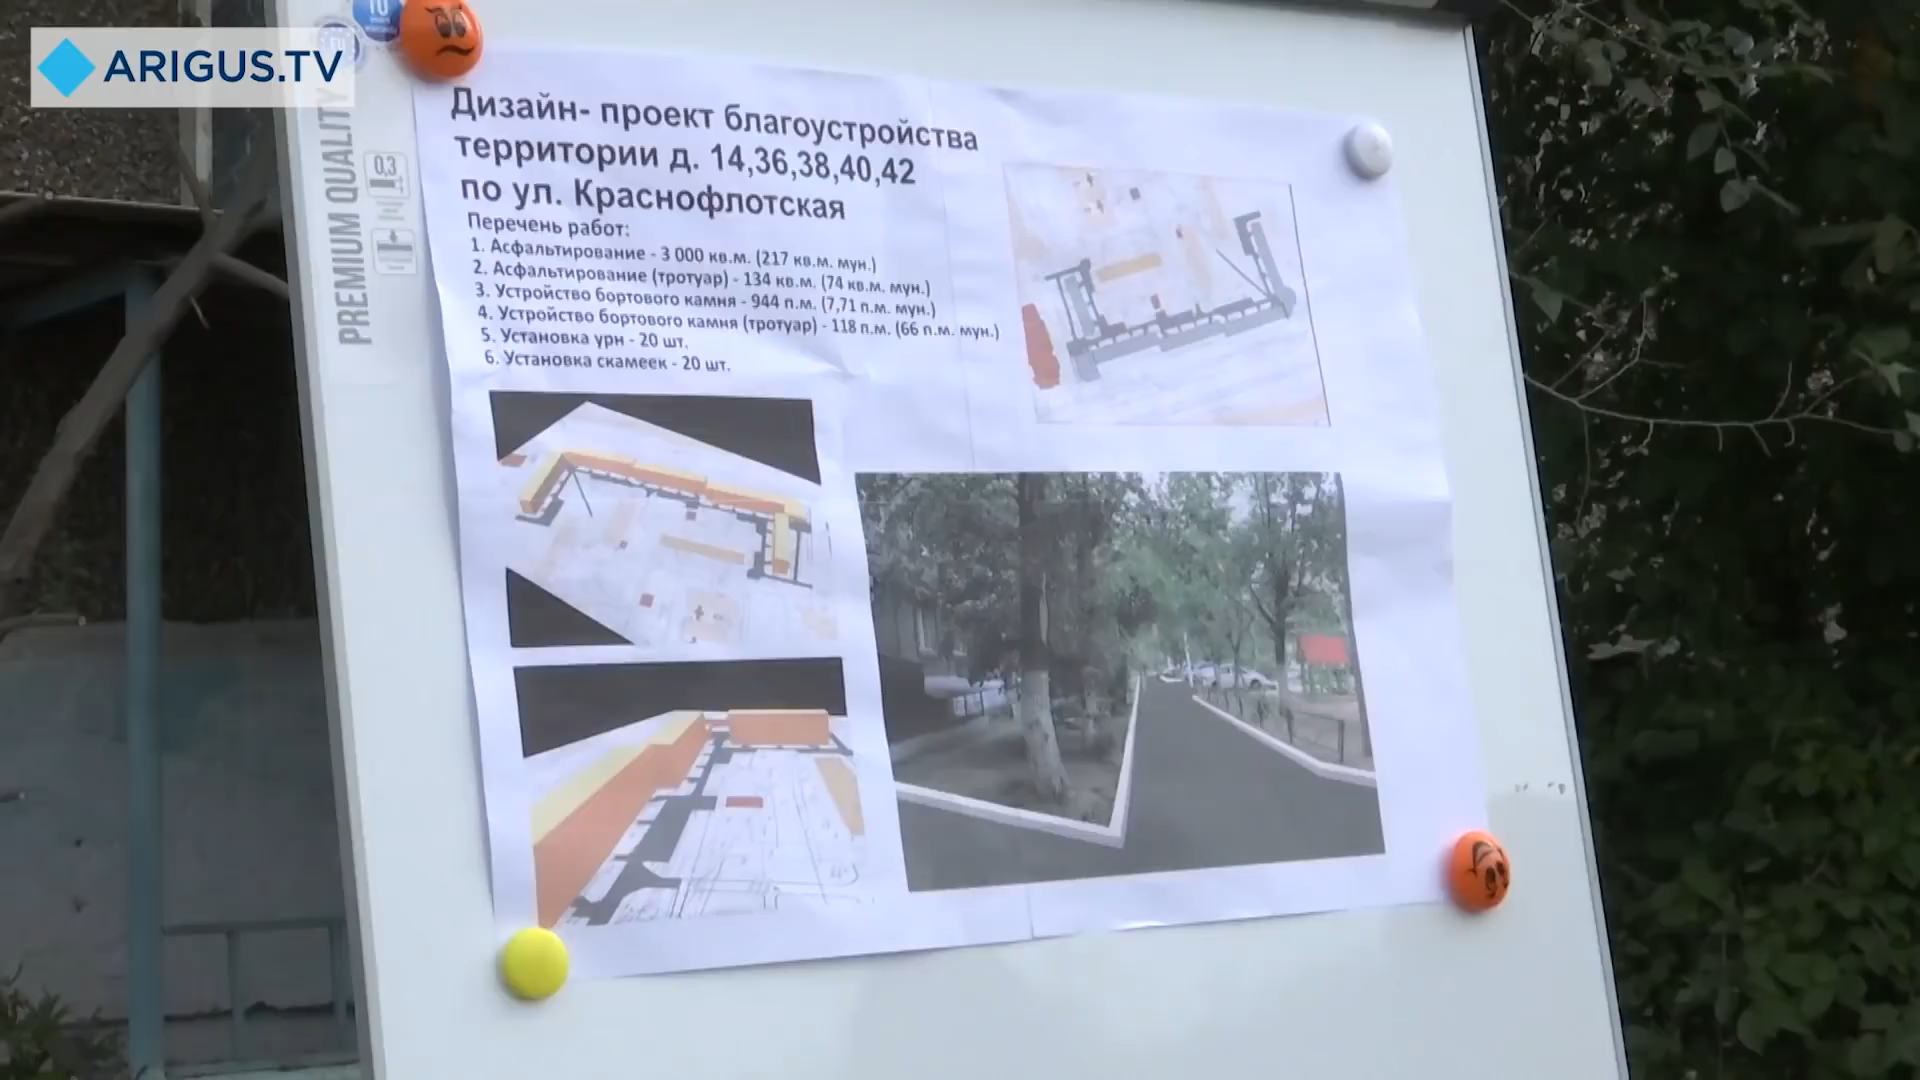 ARIGUS.TV
PREMIUM QUALITY
0,3
Дизайн- проект благоустройства
территории д. 14,36,38,40,42
по ул. Краснофлотская
Перечень работ:
1. Асфальтирование - 3 000 кв.м. (217 кв.м. мун.)
2. Асфальтирование (тротуар) - 134 кв.м. (74 кв.м. мун.)
3. Устройство бортового камня - 944 п.м. (7,71 п.м. мун.)
4. Устройство бортового камня (тротуар) - 118 п.м. (66 п.м. мун.)
5. Установка урн - 20 шт.
6. Установка скамеек - 20 шт.